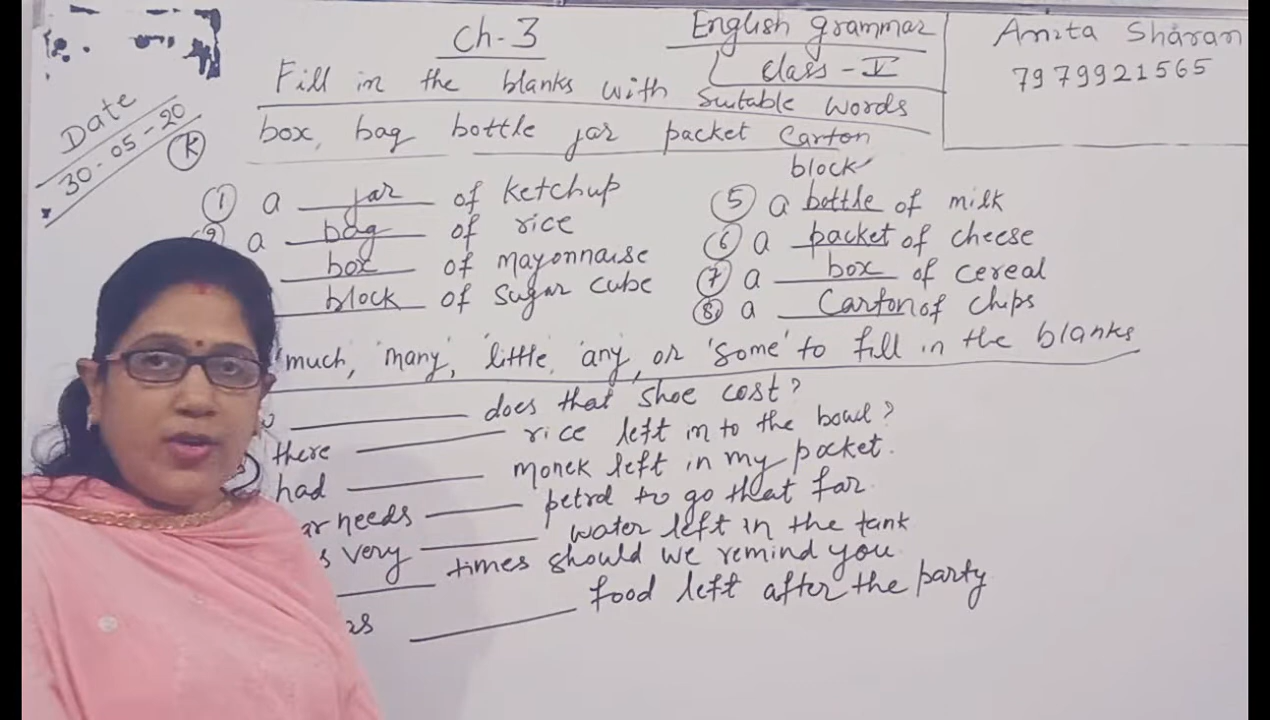 Ch-3
English grammar
Class - V
Anita Sharan
7979921565
Date
30-05-20
K
Fill in the blanks with suitable words
box, bag bottle jar packet Carton
block
① a jar of ketchup
② a bag of rice
box of mayonnaise
block of sugar cube
⑤ a bottle of milk
⑥ a packet of cheese
⑦ a box of cereal
⑧ a Carton of chips
'much, 'many', 'little, 'any, or 'some' to fill in the blanks
does that shoe cost?
there rice left in to the bowl?
had monek left in my pocket.
needs petrol to go that far
very water left in the tank
times should we remind you.
food left after the party